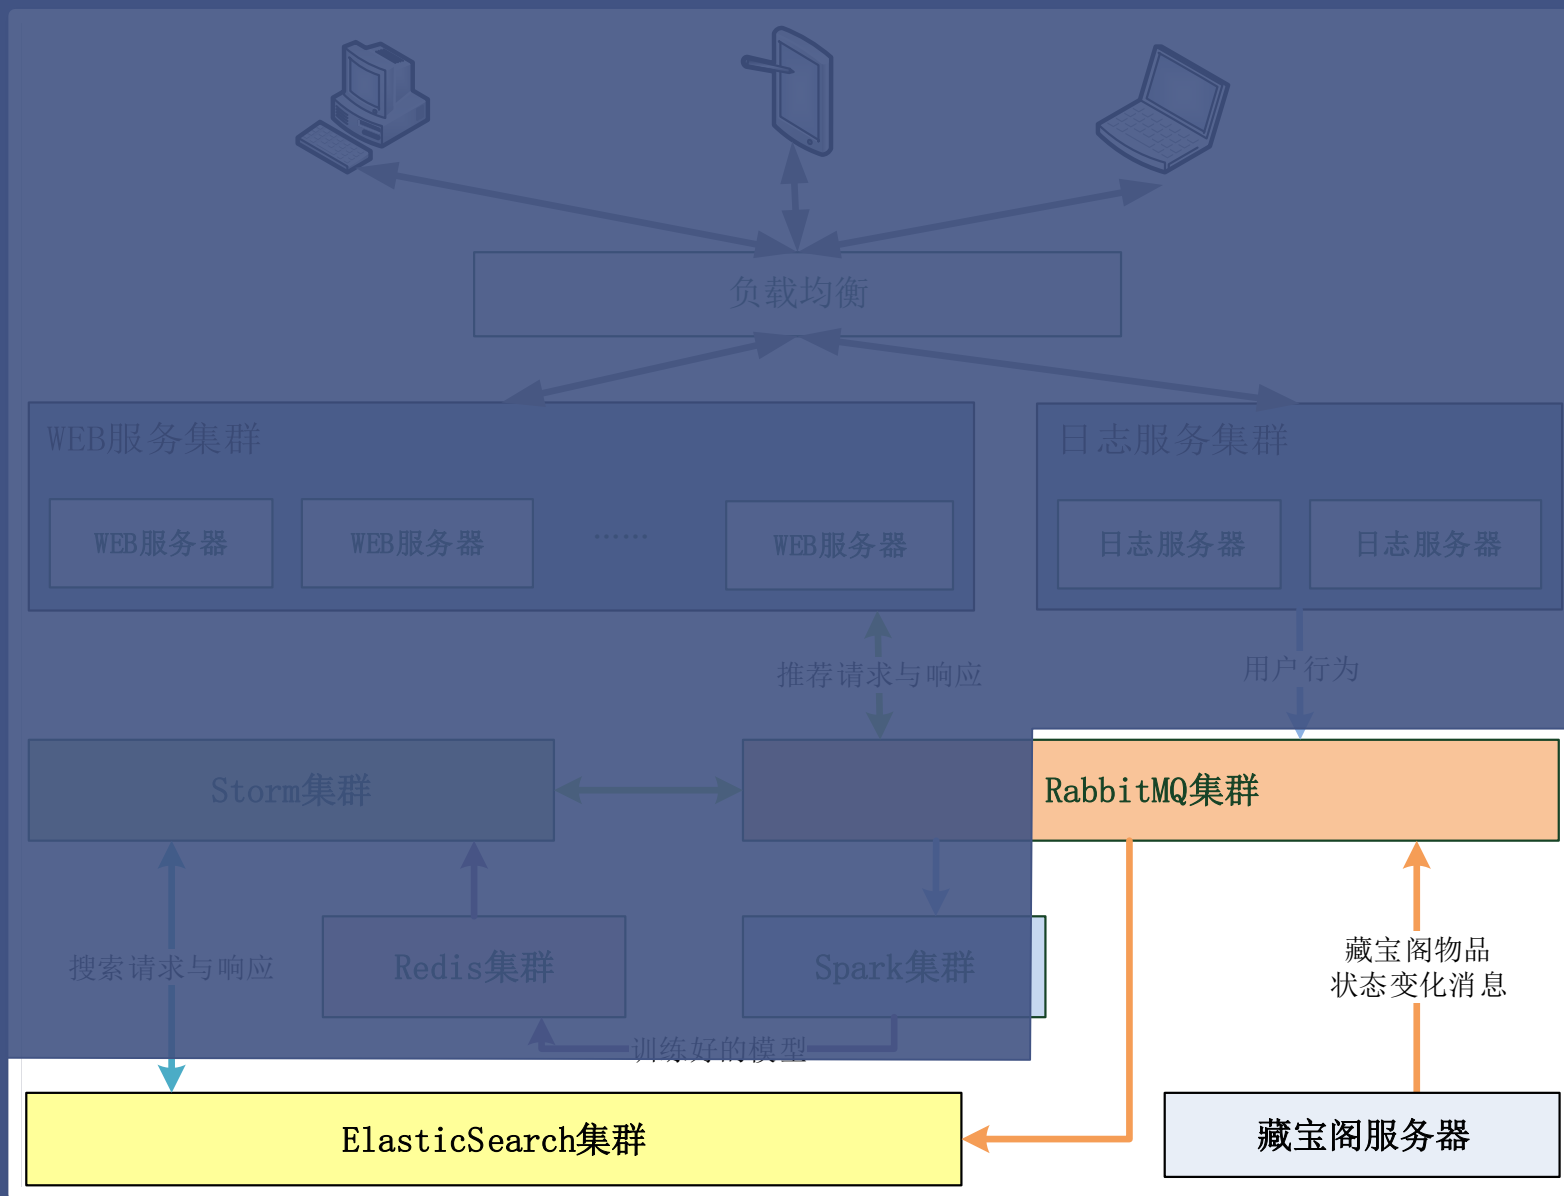 负载均衡
WEB服务集群
日志服务集群
WEB服务器
WEB服务器
……
WEB服务器
日志服务器
日志服务器
推荐请求与响应
用户行为
Storm集群
RabbitMQ集群
搜索请求与响应
Redis集群
Spark集群
藏宝阁物品
状态变化消息
训练好的模型
ElasticSearch集群
藏宝阁服务器